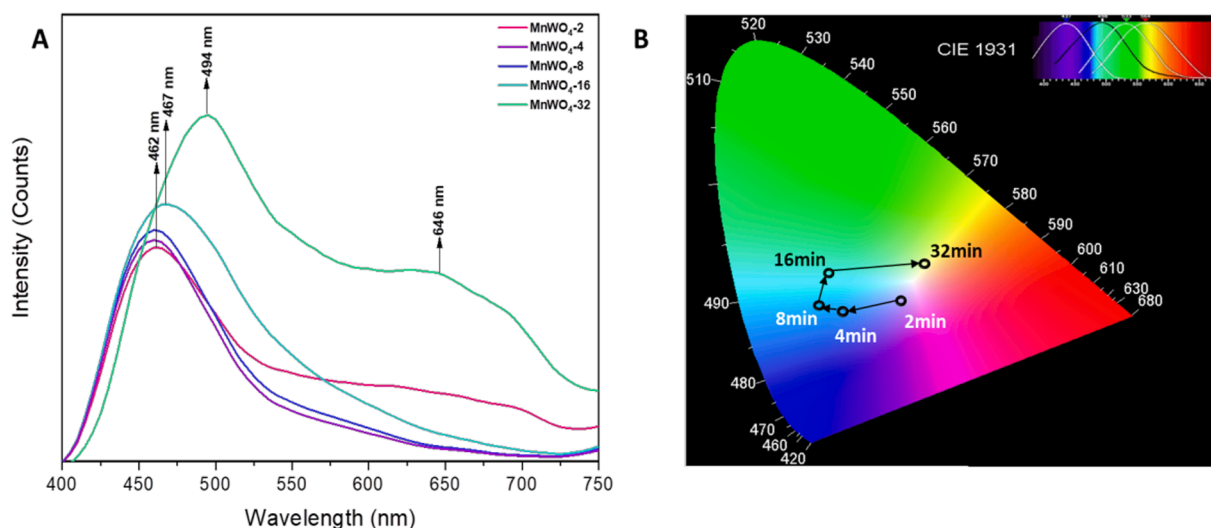 A
MnWO₄-2
MnWO₄-4
MnWO₄-8
MnWO₄-16
MnWO₄-32
462 nm
467 nm
494 nm
646 nm
Intensity (Counts)
400 450 500 550 600 650 700 750
Wavelength (nm)
B
CIE 1931
520
530
540
550
560
570
580
590
600
610
630
680
510
490
480
470
460
420
16min
32min
8min
4min
2min